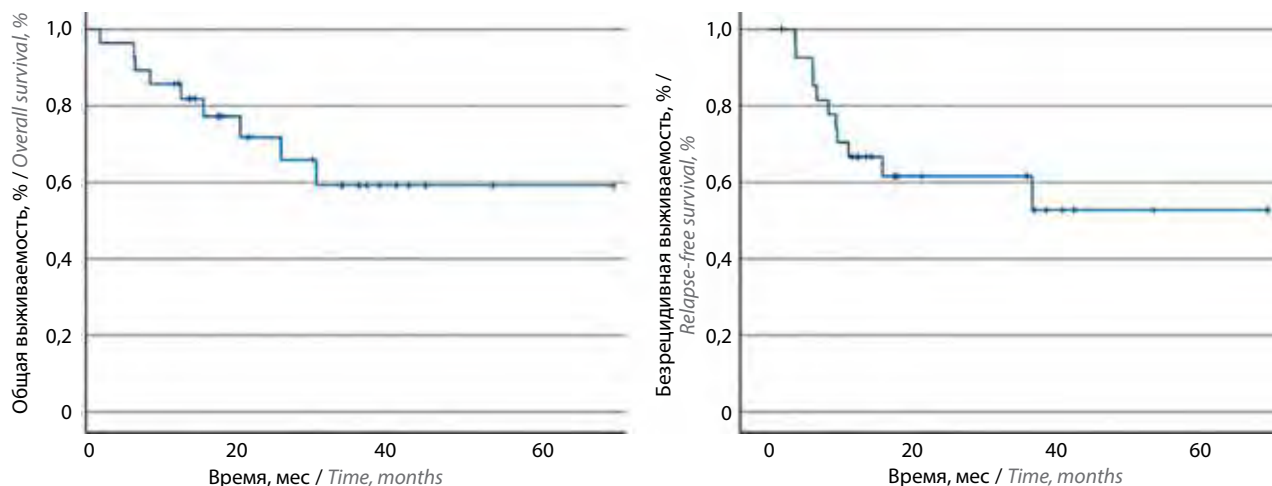 Общая выживаемость, % / Overall survival, %
1,0
0,8
0,6
0,4
0,2
0
0 20 40 60
Время, мес / Time, months
Безрецидивная выживаемость, % /
Relapse-free survival, %
1,0
0,8
0,6
0,4
0,2
0
0 20 40 60
Время, мес / Time, months